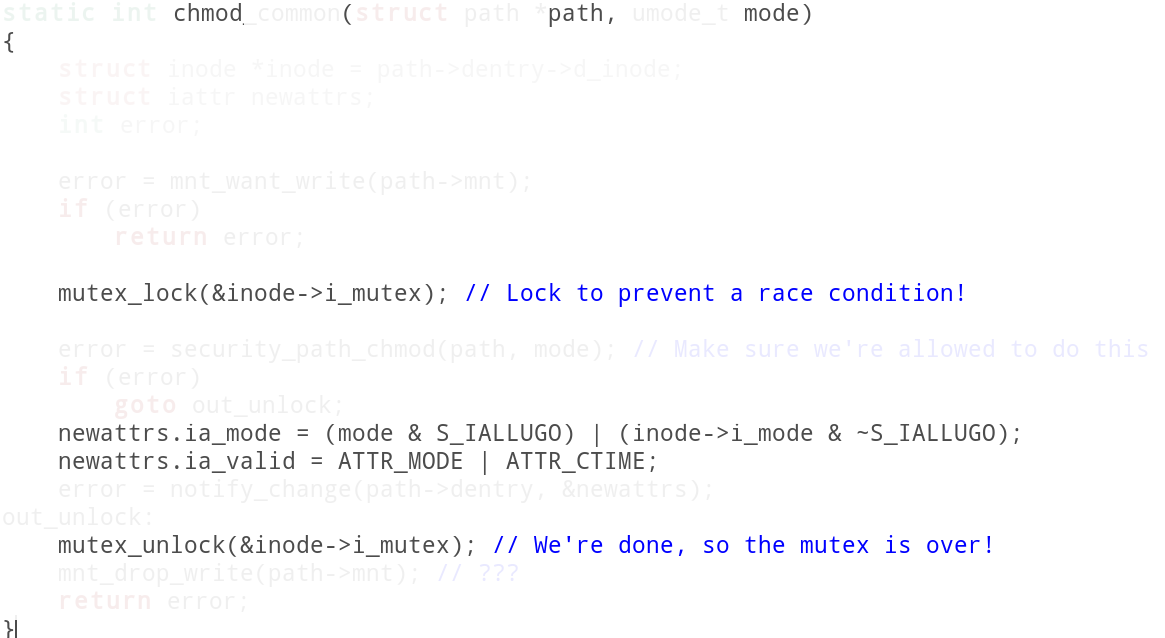 static int chmod_common(struct path *path, umode_t mode)
{
    struct inode *inode = path->dentry->d_inode;
    struct iattr newattrs;
    int error;

    error = mnt_want_write(path->mnt);
    if (error)
        return error;

    mutex_lock(&inode->i_mutex); // Lock to prevent a race condition!

    error = security_path_chmod(path, mode); // Make sure we're allowed to do this
    if (error)
        goto out_unlock;
    newattrs.ia_mode = (mode & S_IALLUGO) | (inode->i_mode & ~S_IALLUGO);
    newattrs.ia_valid = ATTR_MODE | ATTR_CTIME;
    error = notify_change(path->dentry, &newattrs);
out_unlock:
    mutex_unlock(&inode->i_mutex); // We're done, so the mutex is over!
    mnt_drop_write(path->mnt); // ???
    return error;
}